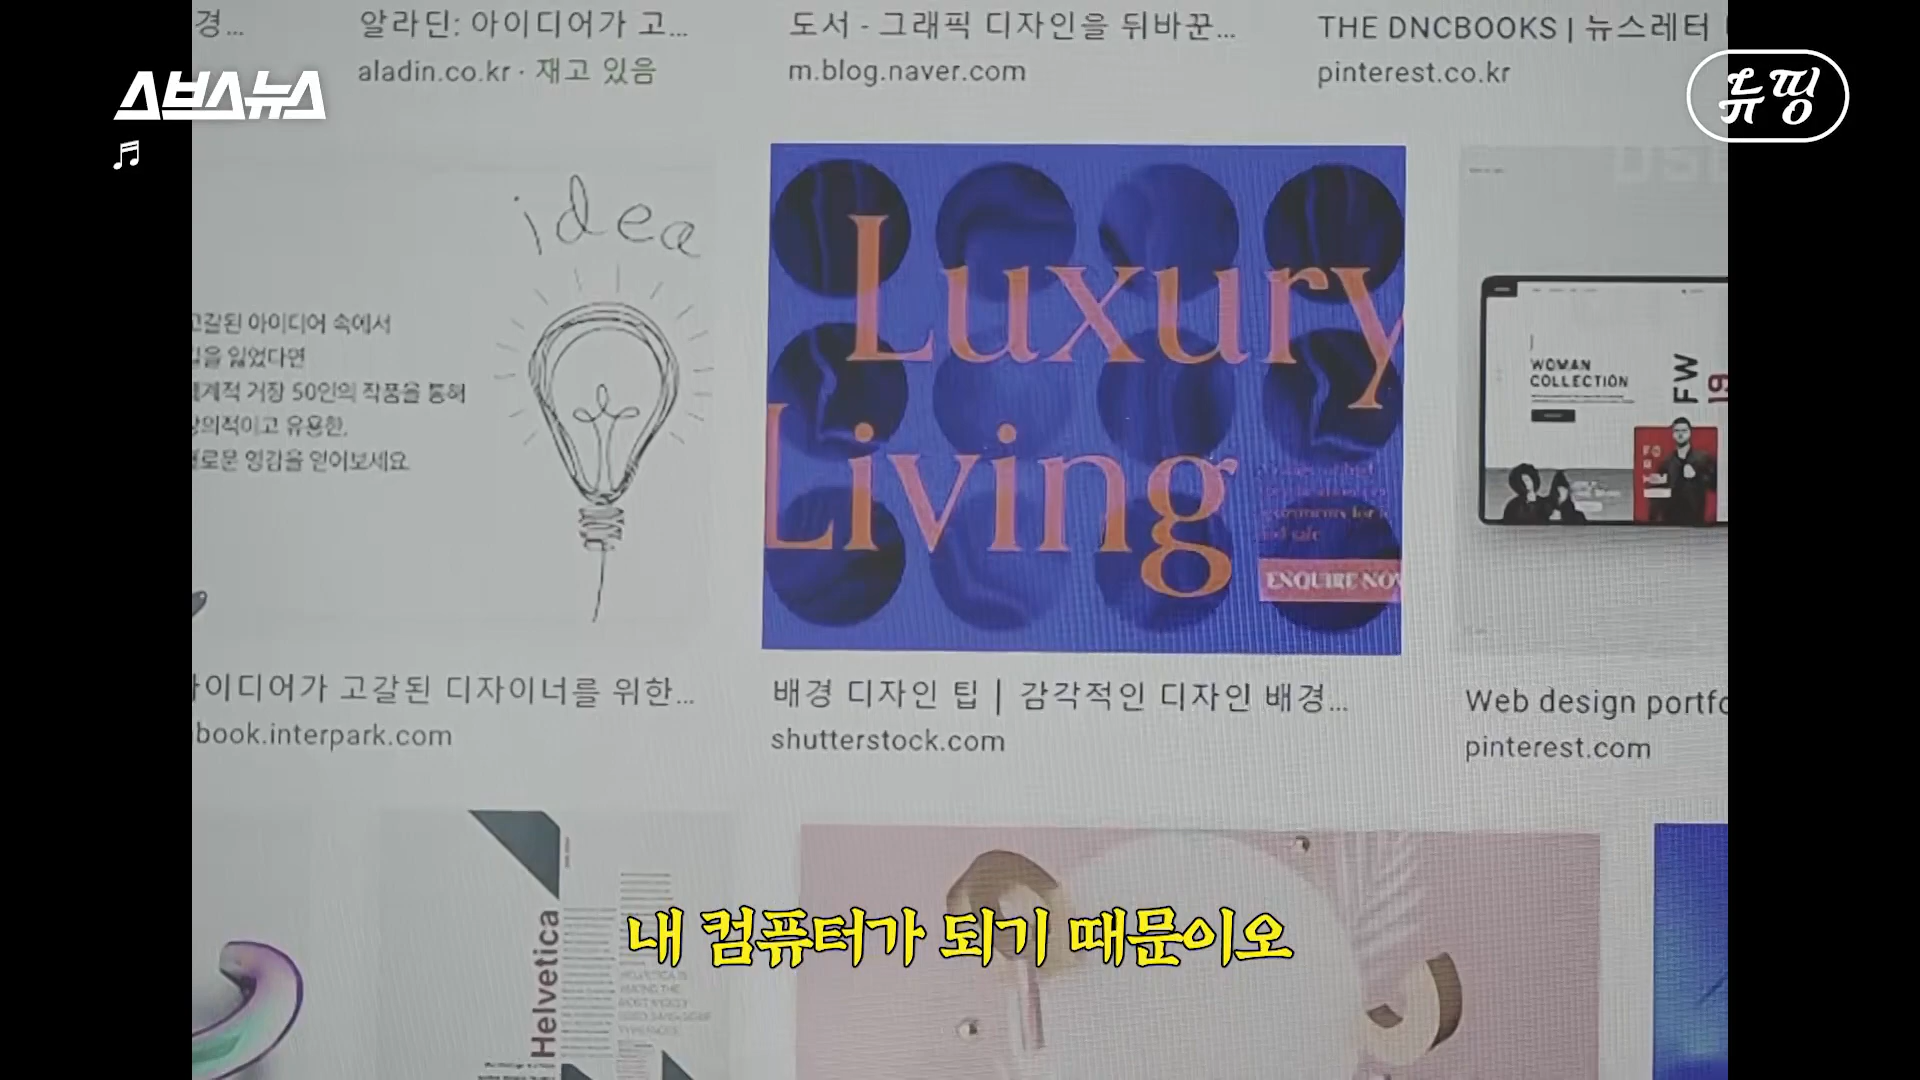 경...
알라딘: 아이디어가 고...
도서 - 그래픽 디자인을 뒤바꾼...
THE DNCBOOKS | 뉴스레터
aladin.co.kr · 재고 있음
m.blog.naver.com
pinterest.co.kr
스브스뉴스
듀핑
idea
고갈된 아이디어 속에서
길을 잃었다면
세계적 거장 50인의 작품을 통해
창의적이고 유용한,
새로운 영감을 얻어보세요
Luxury
Living
and sale
ENQUIRE NOW
WOMAN
COLLECTION
FW
19
아이디어가 고갈된 디자이너를 위한...
book.interpark.com
배경 디자인 팁 | 감각적인 디자인 배경...
shutterstock.com
Web design portfo
pinterest.com
Helvetica
내 컴퓨터가 되기 때문이오